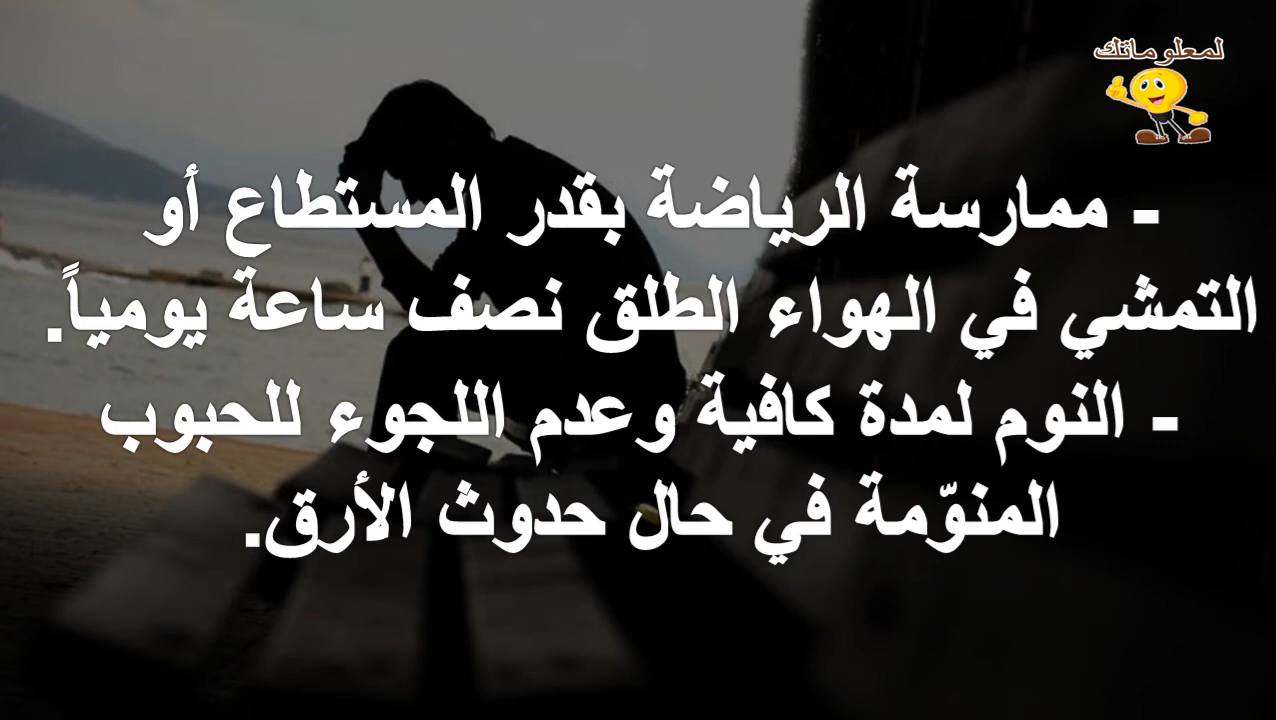 لمعلوماتك
- ممارسة الرياضة بقدر المستطاع أو
التمشي في الهواء الطلق نصف ساعة يومياً.
- النوم لمدة كافية وعدم اللجوء للحبوب
المنوّمة في حال حدوث الأرق.